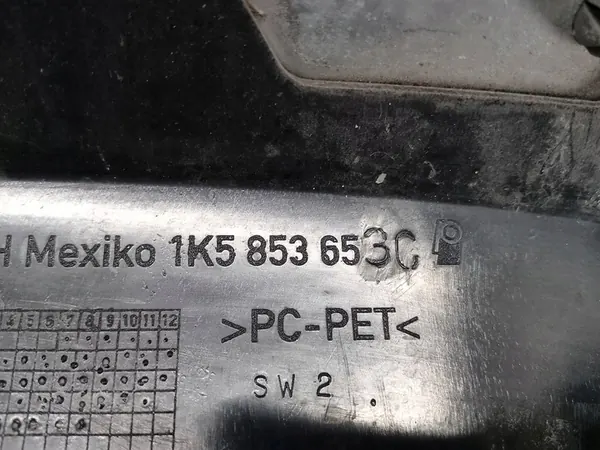 H Mexiko 1K5 853 653C
4 5 6 7 8 9 10 11 12
>PC-PET<
SW 2